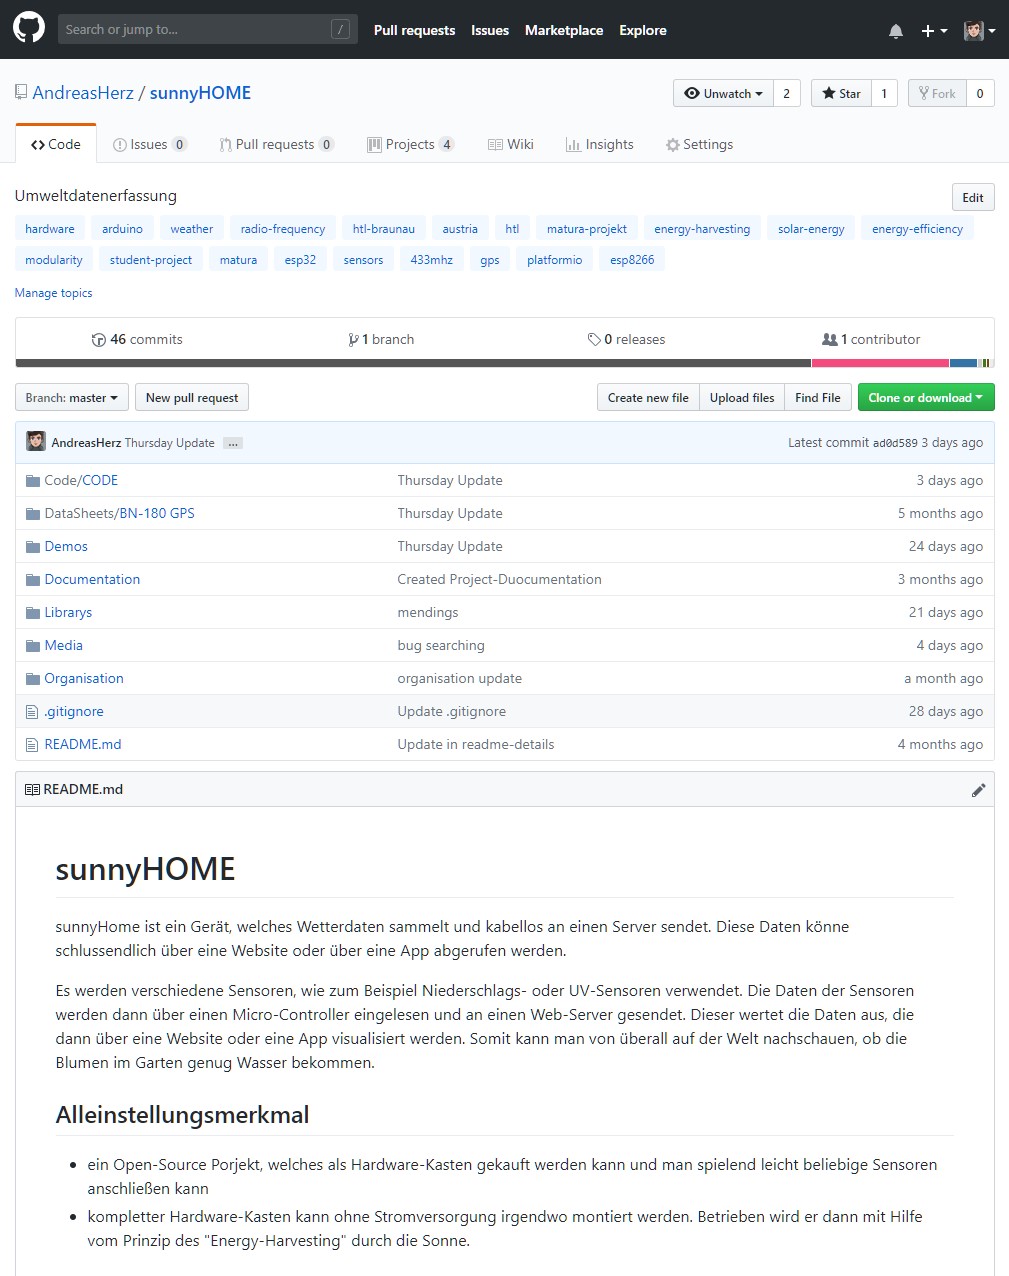 Search or jump to... / Pull requests Issues Marketplace Explore
AndreasHerz / sunnyHOME Unwatch 2 Star 1 Fork 0
Code Issues 0 Pull requests 0 Projects 4 Wiki Insights Settings
Umweltdatenerfassung Edit
hardware arduino weather radio-frequency htl-braunau austria htl matura-projekt energy-harvesting solar-energy energy-efficiency
modularity student-project matura esp32 sensors 433mhz gps platformio esp8266
Manage topics
46 commits 1 branch 0 releases 1 contributor
Branch: master New pull request Create new file Upload files Find File Clone or download
AndreasHerz Thursday Update ... Latest commit ad0d589 3 days ago
Code/CODE Thursday Update 3 days ago
DataSheets/BN-180 GPS Thursday Update 5 months ago
Demos Thursday Update 24 days ago
Documentation Created Project-Duocumentation 3 months ago
Librarys mendings 21 days ago
Media bug searching 4 days ago
Organisation organisation update a month ago
.gitignore Update .gitignore 28 days ago
README.md Update in readme-details 4 months ago
README.md
sunnyHOME
sunnyHome ist ein Gerät, welches Wetterdaten sammelt und kabellos an einen Server sendet. Diese Daten könne
schlussendlich über eine Website oder über eine App abgerufen werden.
Es werden verschiedene Sensoren, wie zum Beispiel Niederschlags- oder UV-Sensoren verwendet. Die Daten der Sensoren
werden dann über einen Micro-Controller eingelesen und an einen Web-Server gesendet. Dieser wertet die Daten aus, die
dann über eine Website oder eine App visualisiert werden. Somit kann man von überall auf der Welt nachschauen, ob die
Blumen im Garten genug Wasser bekommen.
Alleinstellungsmerkmal
• ein Open-Source Porjekt, welches als Hardware-Kasten gekauft werden kann und man spielend leicht beliebige Sensoren
anschließen kann
• kompletter Hardware-Kasten kann ohne Stromversorgung irgendwo montiert werden. Betrieben wird er dann mit Hilfe
vom Prinzip des "Energy-Harvesting" durch die Sonne.